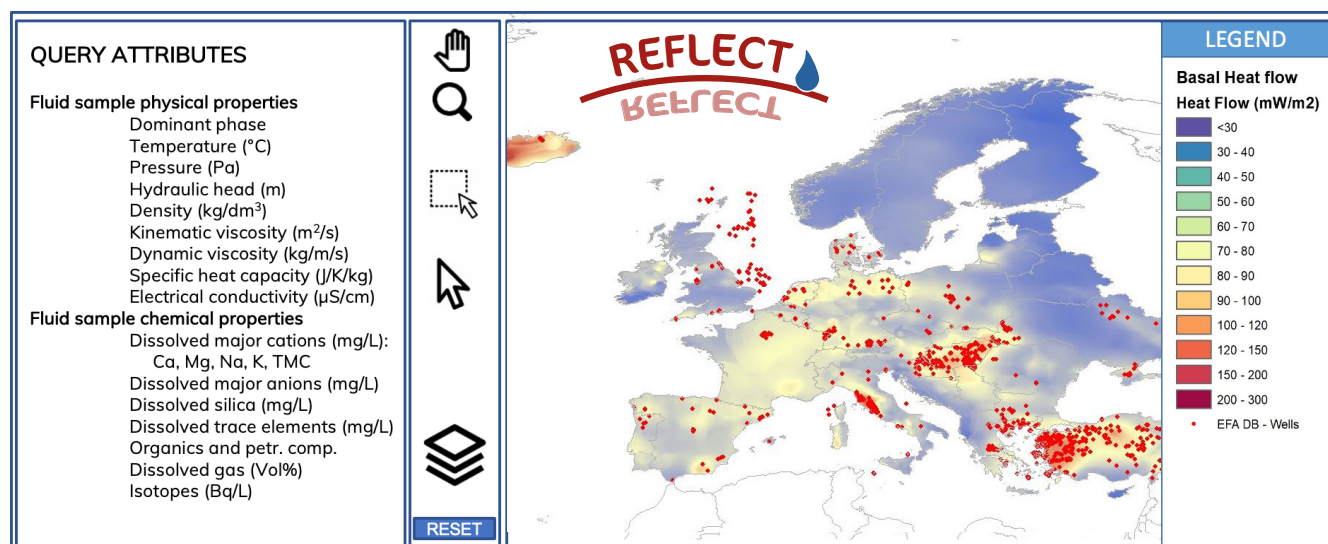 QUERY ATTRIBUTES
Fluid sample physical properties
Dominant phase
Temperature (°C)
Pressure (Pa)
Hydraulic head (m)
Density (kg/dm³)
Kinematic viscosity (m²/s)
Dynamic viscosity (kg/m/s)
Specific heat capacity (J/K/kg)
Electrical conductivity (µS/cm)
Fluid sample chemical properties
Dissolved major cations (mg/L):
Ca, Mg, Na, K, TMC
Dissolved major anions (mg/L)
Dissolved silica (mg/L)
Dissolved trace elements (mg/L)
Organics and petr. comp.
Dissolved gas (Vol%)
Isotopes (Bq/L)
RESET
REFLECT
REFLECT
LEGEND
Basal Heat flow
Heat Flow (mW/m2)
<30
30 - 40
40 - 50
50 - 60
60 - 70
70 - 80
80 - 90
90 - 100
100 - 120
120 - 150
150 - 200
200 - 300
EFA DB - Wells